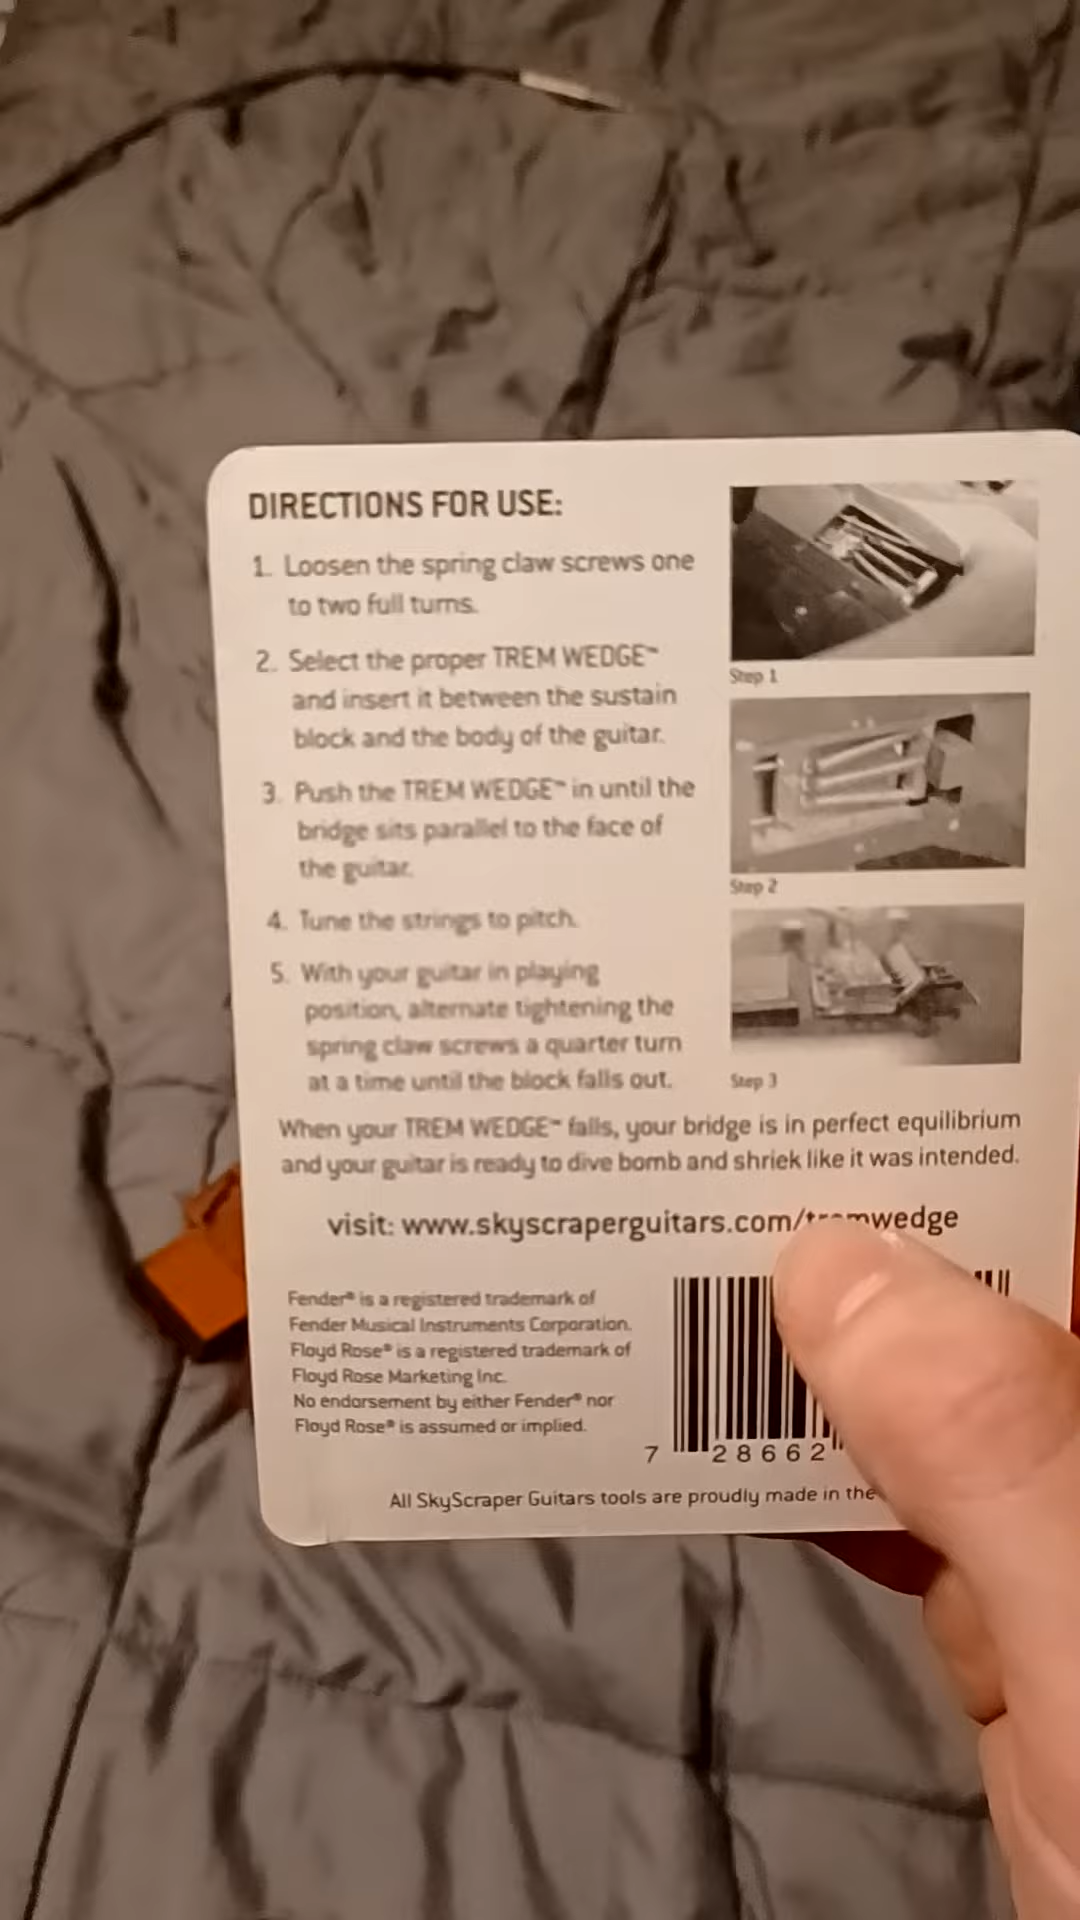 DIRECTIONS FOR USE:
1. Loosen the spring claw screws one
to two full turns.
2. Select the proper TREM WEDGE™
and insert it between the sustain
block and the body of the guitar.
3. Push the TREM WEDGE™ in until the
bridge sits parallel to the face of
the guitar.
4. Tune the strings to pitch.
5. With your guitar in playing
position, alternate tightening the
spring claw screws a quarter turn
at a time until the block falls out.
Step 1
Step 2
Step 3
When your TREM WEDGE™ falls, your bridge is in perfect equilibrium
and your guitar is ready to dive bomb and shriek like it was intended.
visit: www.skyscraperguitars.com/tremwedge
Fender® is a registered trademark of
Fender Musical Instruments Corporation.
Floyd Rose® is a registered trademark of
Floyd Rose Marketing Inc.
No endorsement by either Fender® nor
Floyd Rose® is assumed or implied.
7 28662
All SkyScraper Guitars tools are proudly made in the